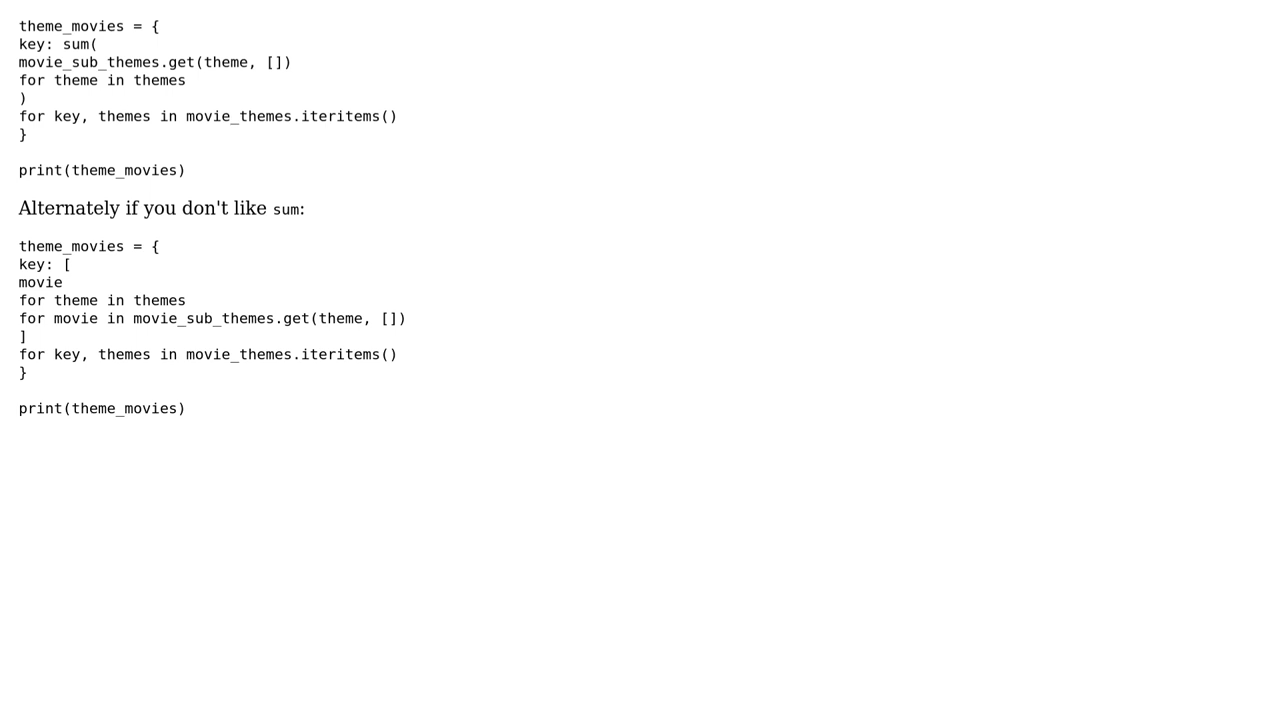 theme_movies = {
key: sum(
movie_sub_themes.get(theme, [])
for theme in themes
)
for key, themes in movie_themes.iteritems()
}

print(theme_movies)
Alternately if you don't like sum:
theme_movies = {
key: [
movie
for theme in themes
for movie in movie_sub_themes.get(theme, [])
]
for key, themes in movie_themes.iteritems()
}

print(theme_movies)